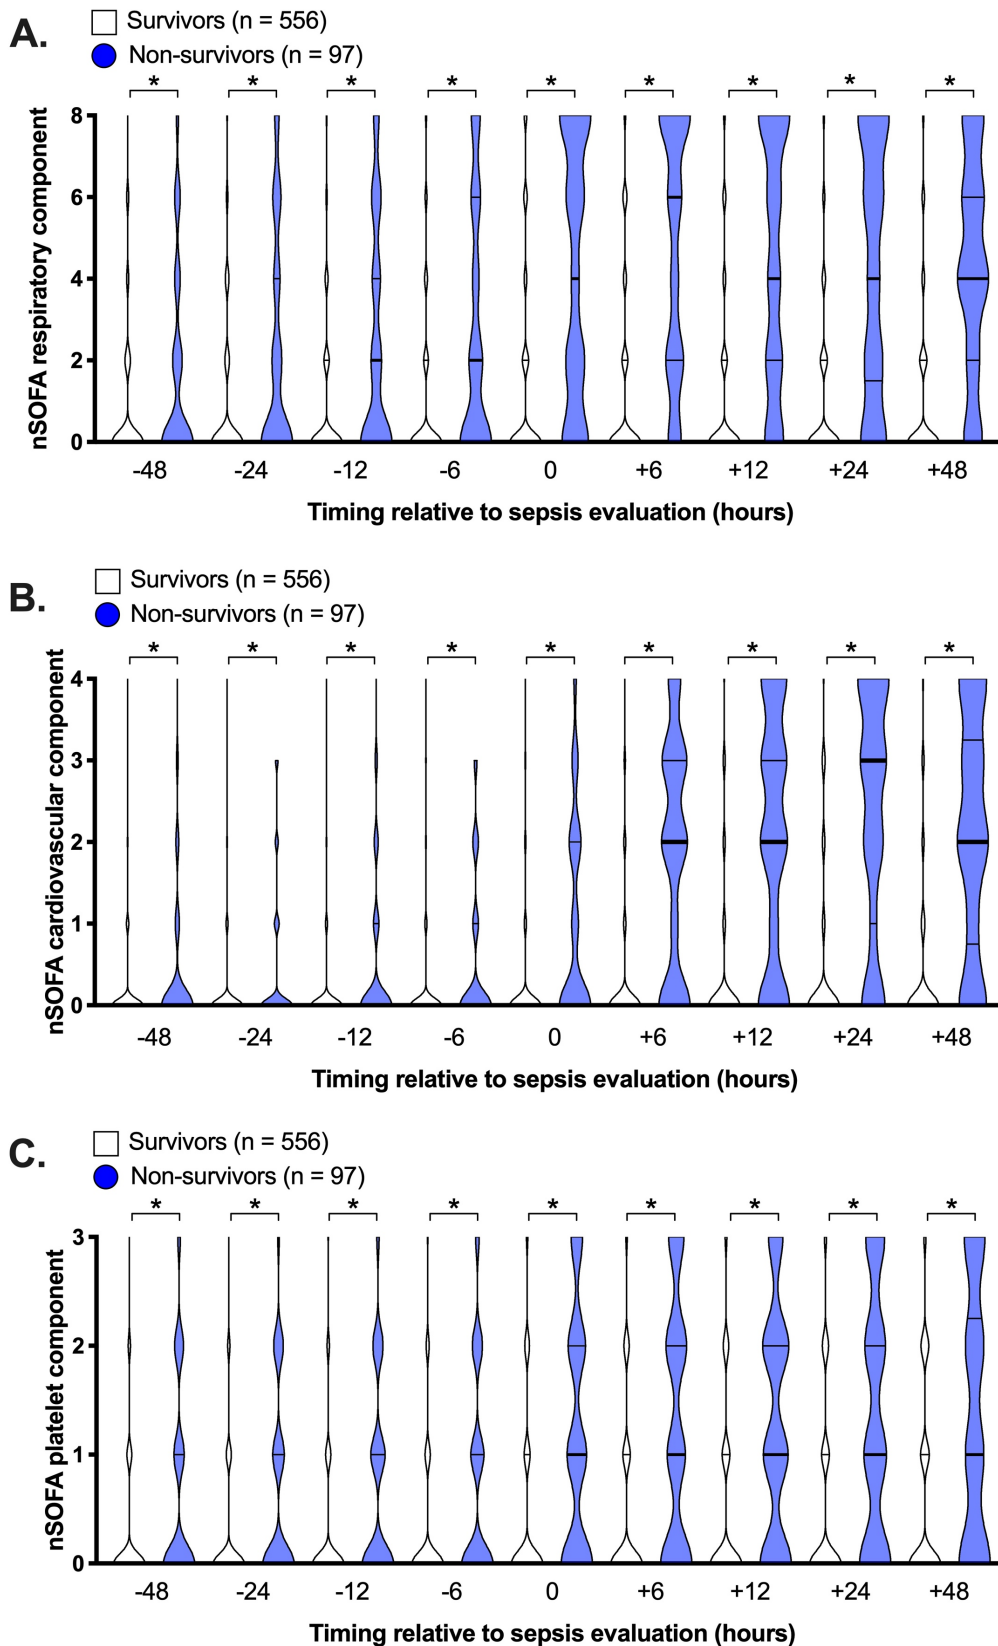 A.
Survivors (n = 556)
Non-survivors (n = 97)
* * * * * * * * *
nSOFA respiratory component
8
6
4
2
0
-48 -24 -12 -6 0 +6 +12 +24 +48
Timing relative to sepsis evaluation (hours)
B.
Survivors (n = 556)
Non-survivors (n = 97)
* * * * * * * * *
nSOFA cardiovascular component
4
3
2
1
0
-48 -24 -12 -6 0 +6 +12 +24 +48
Timing relative to sepsis evaluation (hours)
C.
Survivors (n = 556)
Non-survivors (n = 97)
* * * * * * * * *
nSOFA platelet component
3
2
1
0
-48 -24 -12 -6 0 +6 +12 +24 +48
Timing relative to sepsis evaluation (hours)